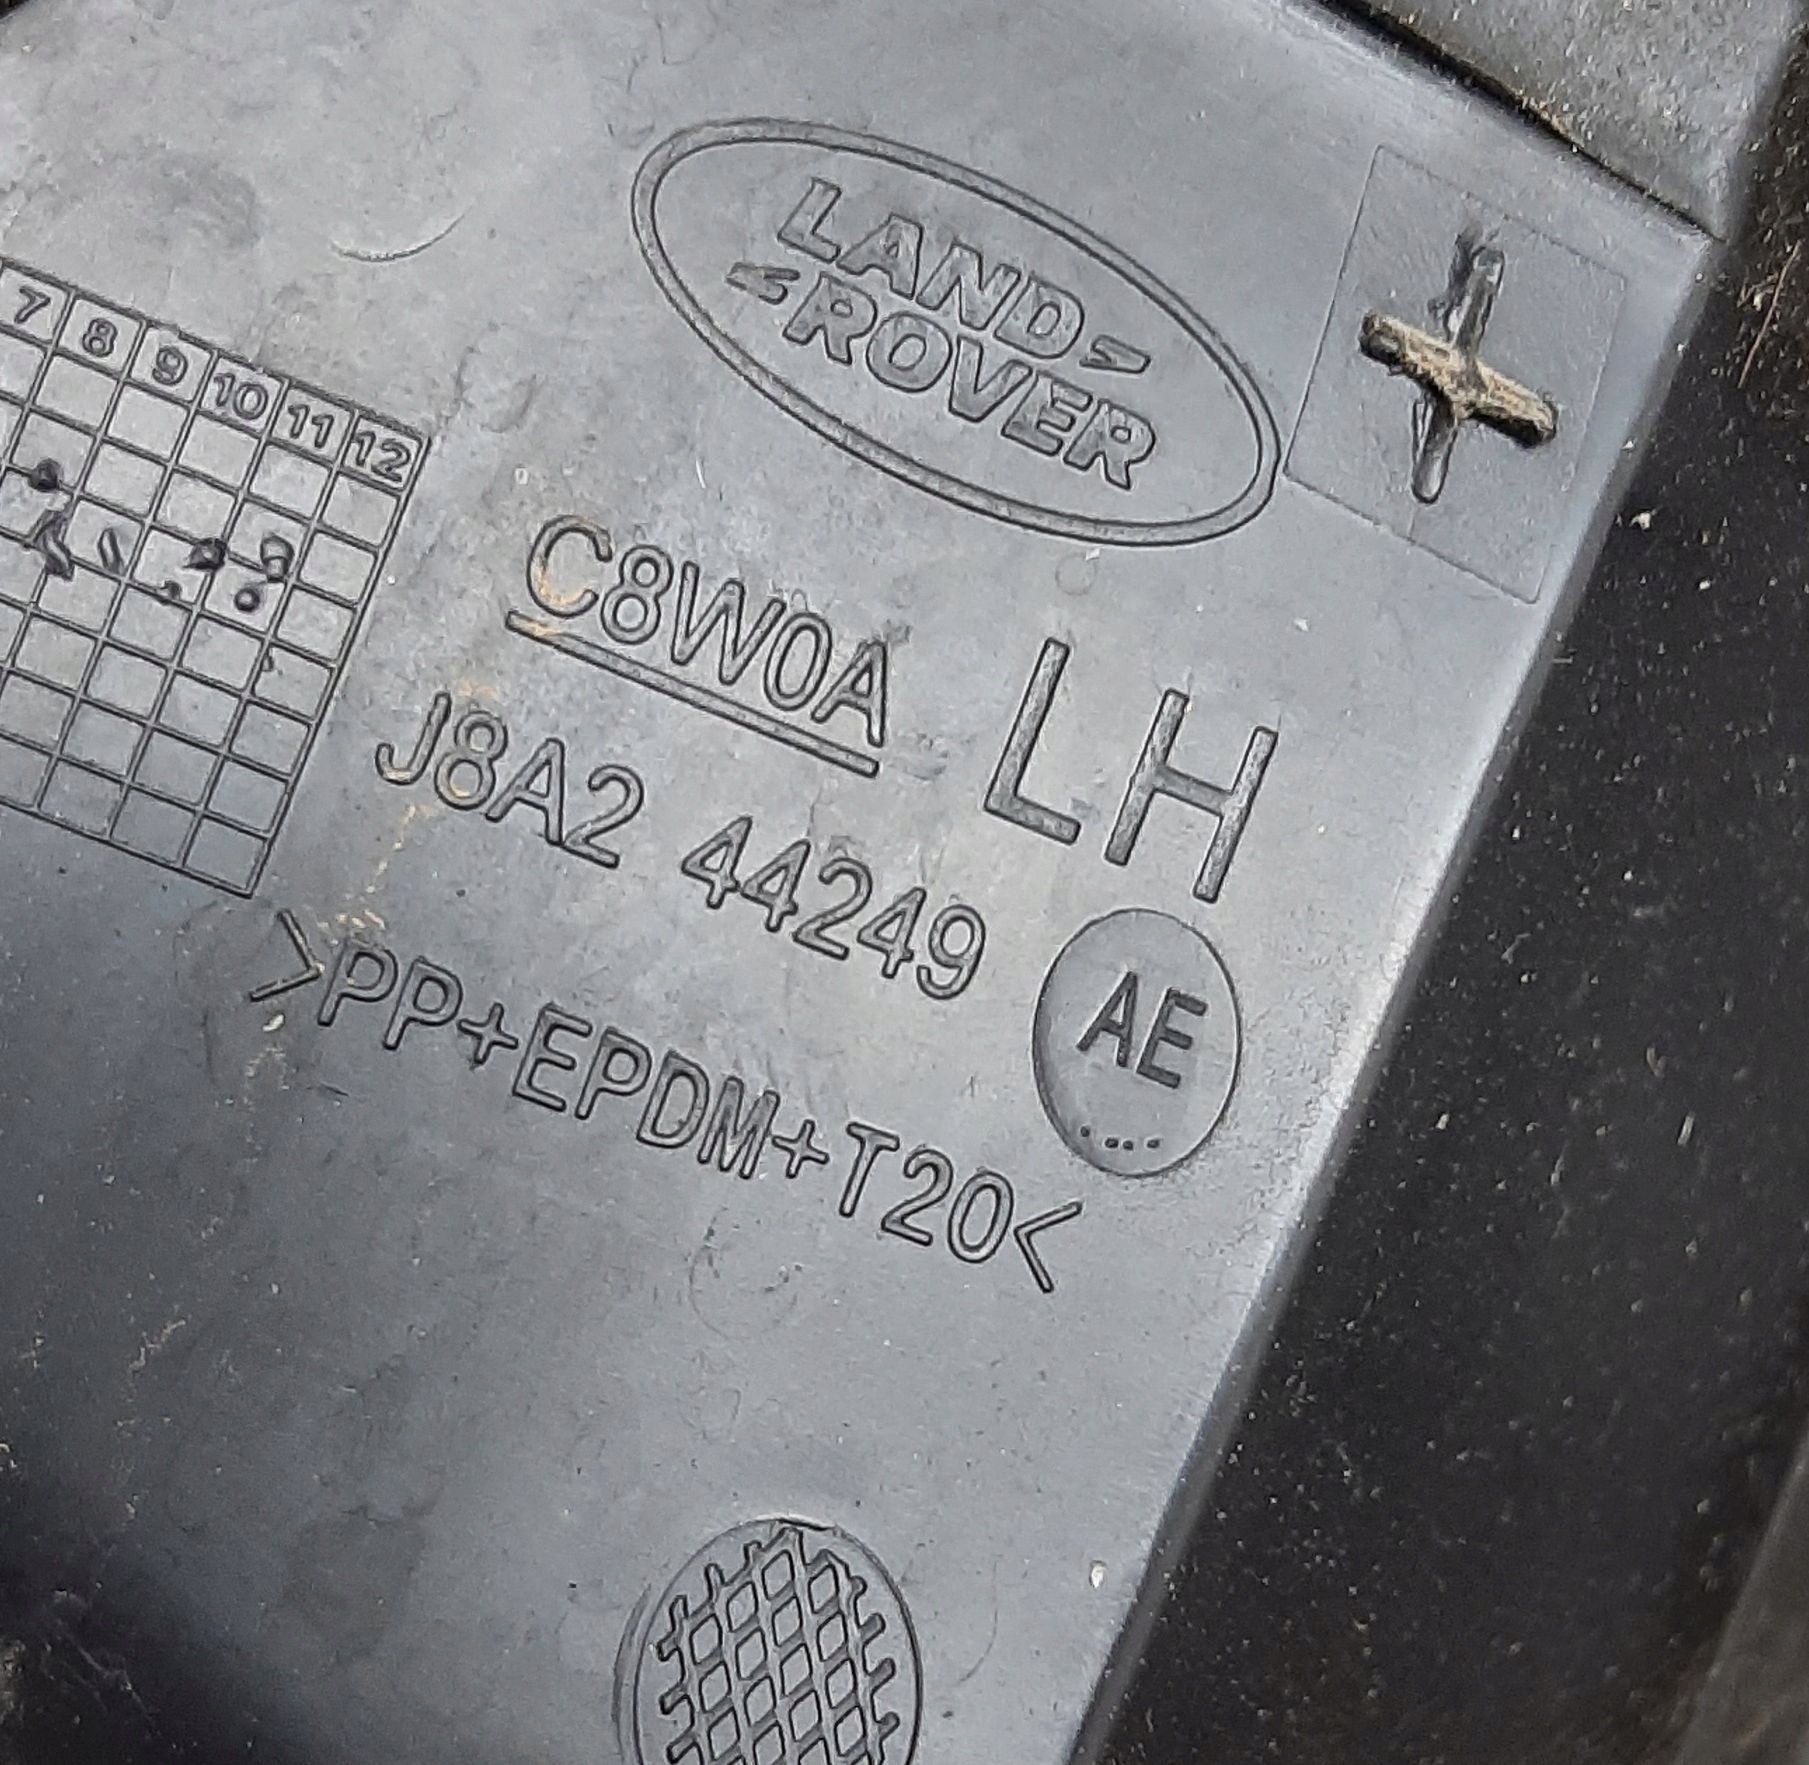 LAND
ROVER
7 8 9 10 11 12
C8W0A
LH
J8A2 44249
AE
>PP+EPDM+T20<